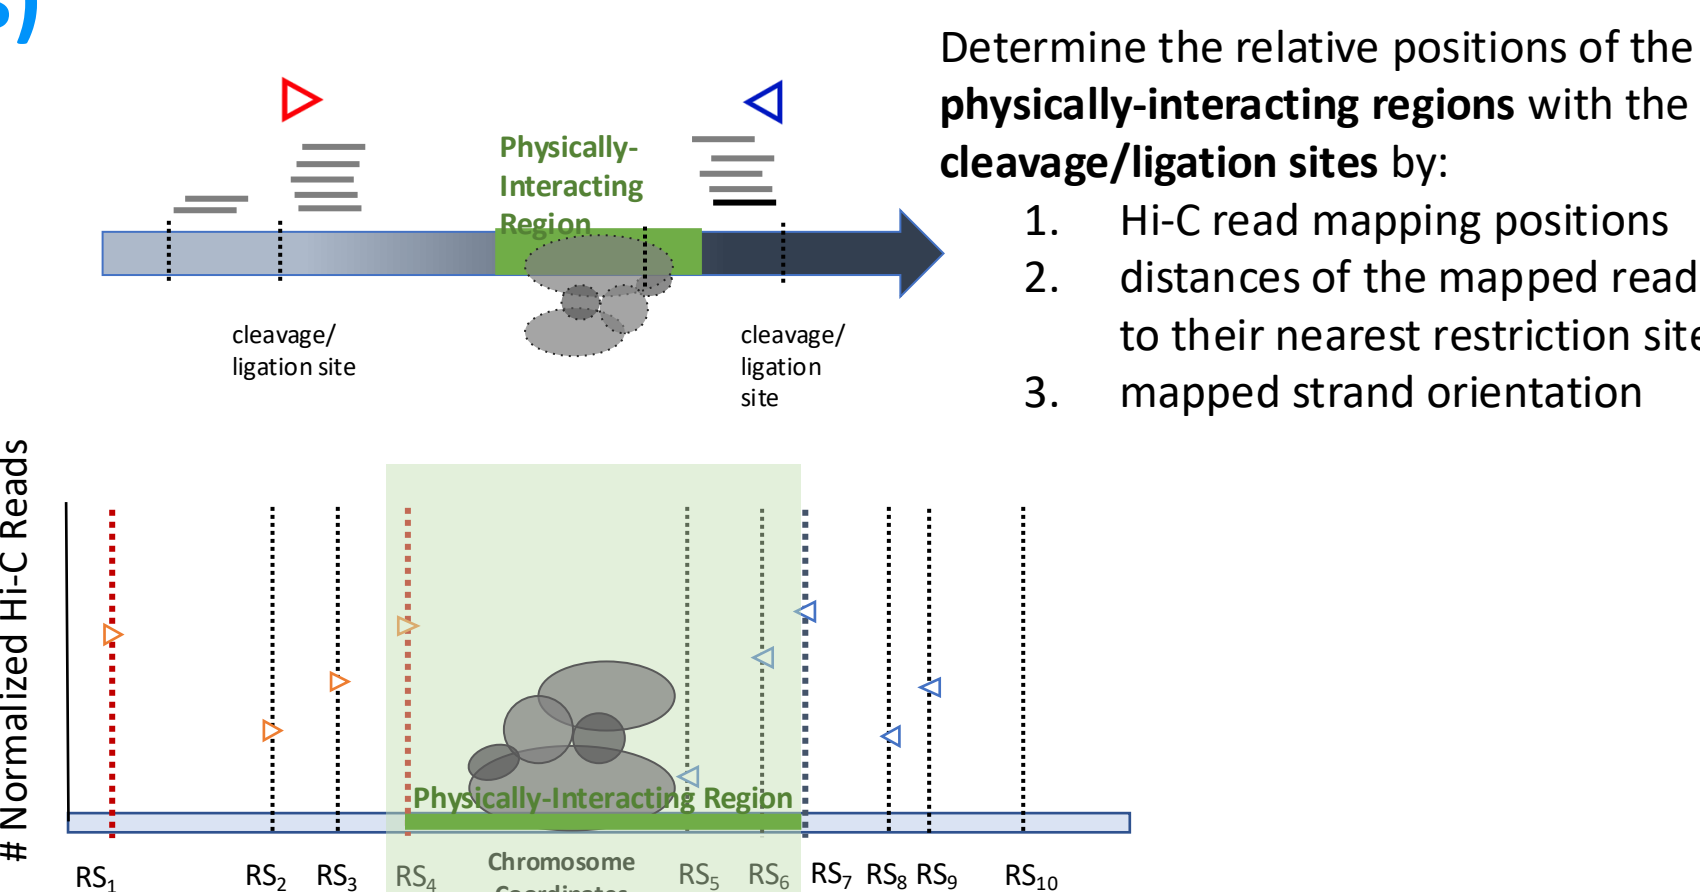 Determine the relative positions of the
physically-interacting regions with the
cleavage/ligation sites by:
1. Hi-C read mapping positions
2. distances of the mapped read
to their nearest restriction site
3. mapped strand orientation
Physically-
Interacting
Region
cleavage/
ligation site
cleavage/
ligation
site
# Normalized Hi-C Reads
Physically-Interacting Region
Chromosome
Coordinates
RS1 RS2 RS3 RS4 RS5 RS6 RS7 RS8 RS9 RS10